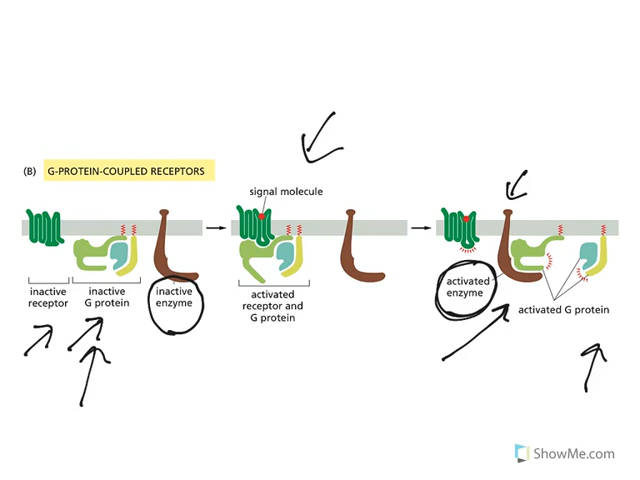 (B) G-PROTEIN-COUPLED RECEPTORS
signal molecule
inactive
receptor
inactive
G protein
inactive
enzyme
activated
receptor and
G protein
activated
enzyme
activated G protein
ShowMe.com